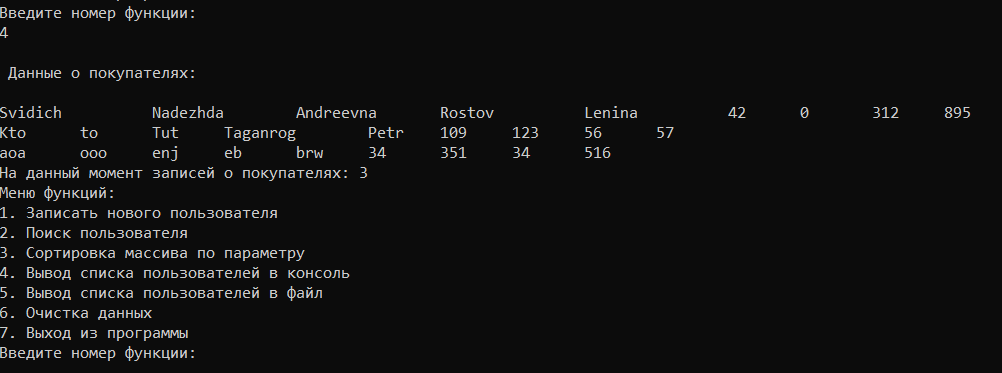 Введите номер функции:
4
Данные о покупателях:
Svidich Nadezhda Andreevna Rostov Lenina 42 0 312 895
Kto to Tut Taganrog Petr 109 123 56 57
aoa ooo enj eb brw 34 351 34 516
На данный момент записей о покупателях: 3
Меню функций:
1. Записать нового пользователя
2. Поиск пользователя
3. Сортировка массива по параметру
4. Вывод списка пользователей в консоль
5. Вывод списка пользователей в файл
6. Очистка данных
7. Выход из программы
Введите номер функции: